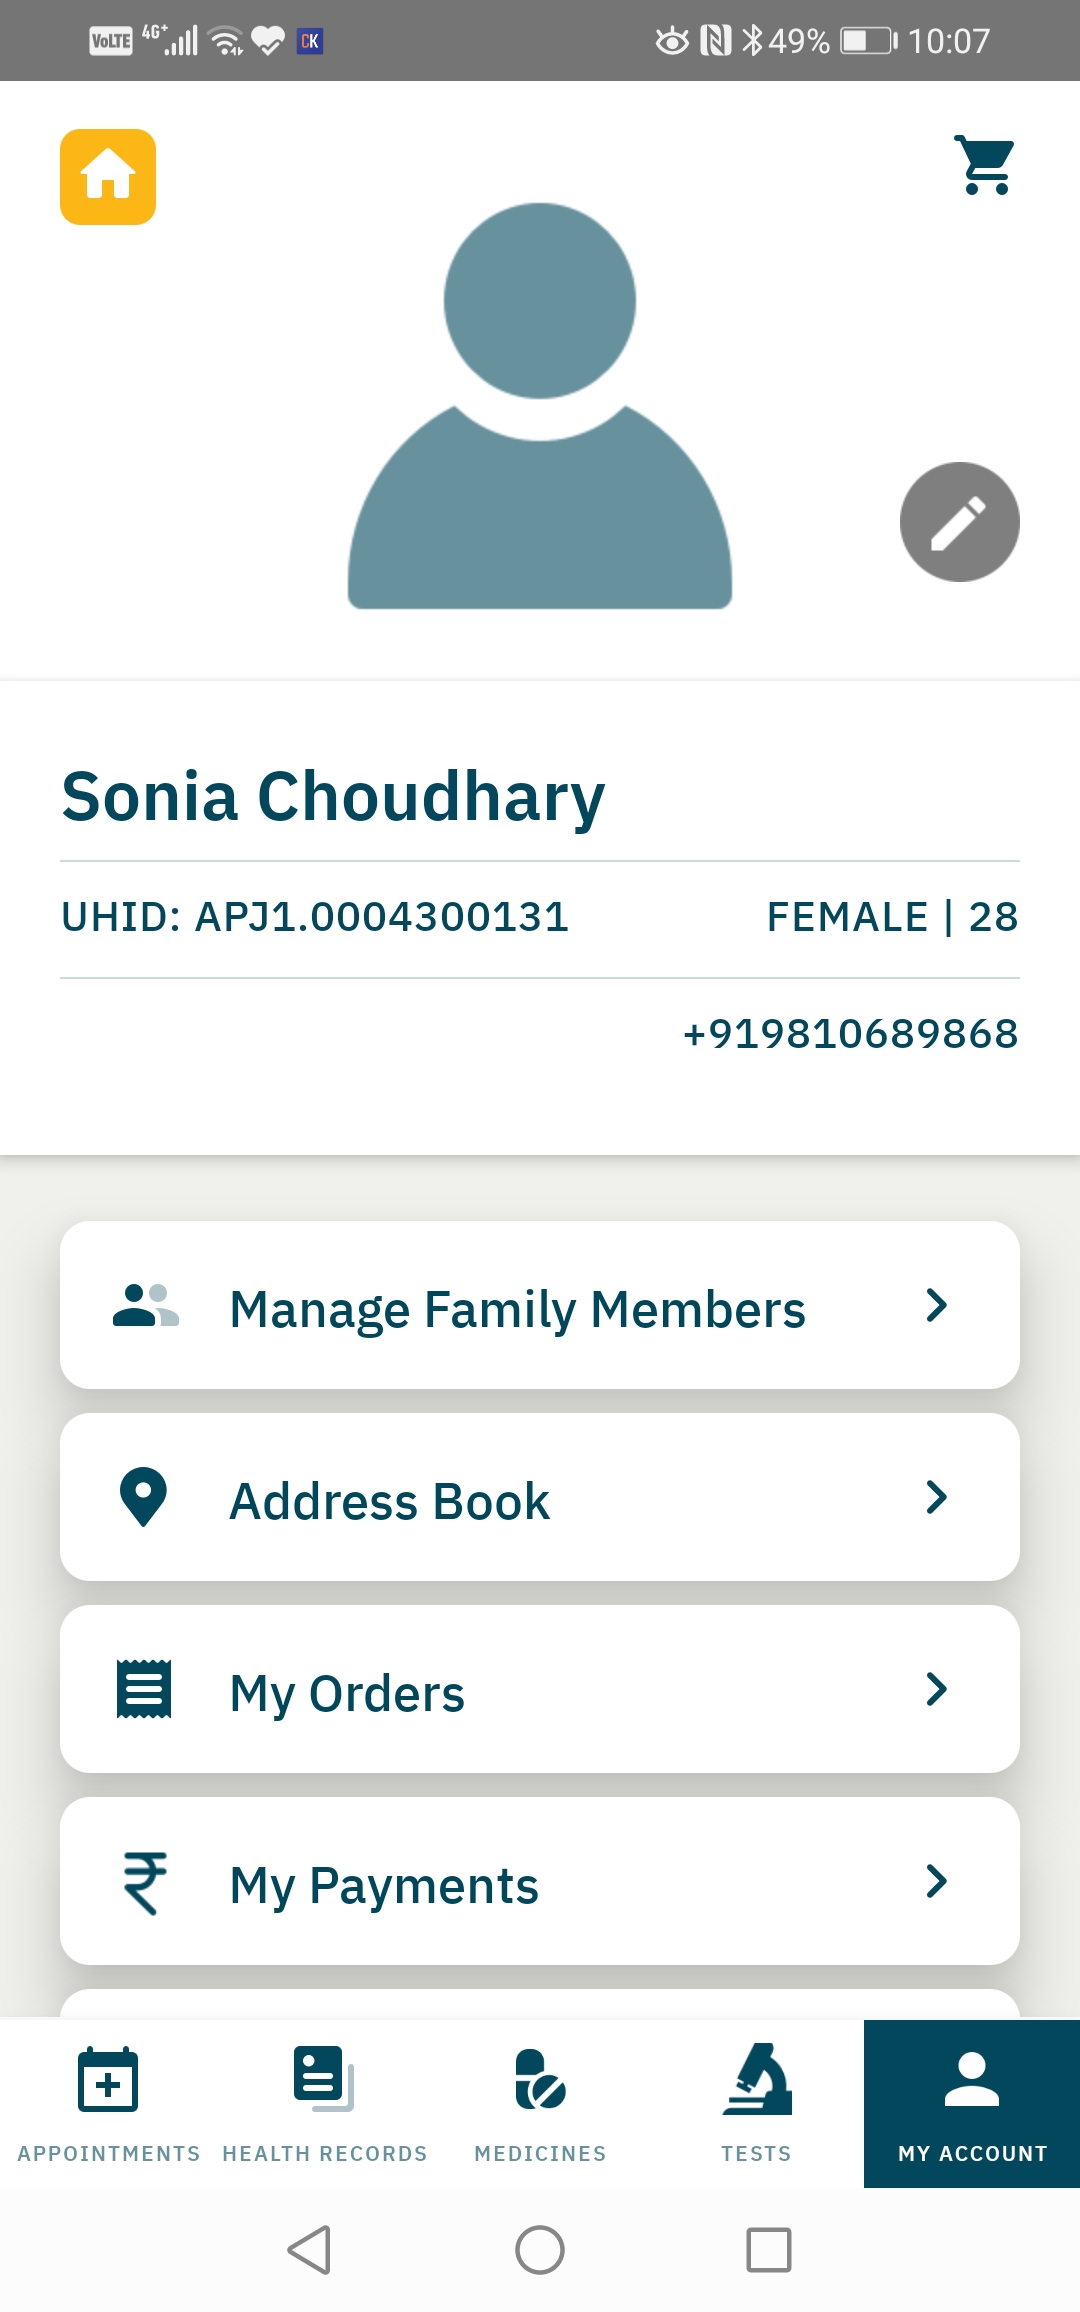 VoLTE 4G+ CK 49% 10:07
Sonia Choudhary
UHID: APJ1.0004300131 FEMALE | 28
+919810689868
Manage Family Members
Address Book
My Orders
₹ My Payments
APPOINTMENTS HEALTH RECORDS MEDICINES TESTS MY ACCOUNT